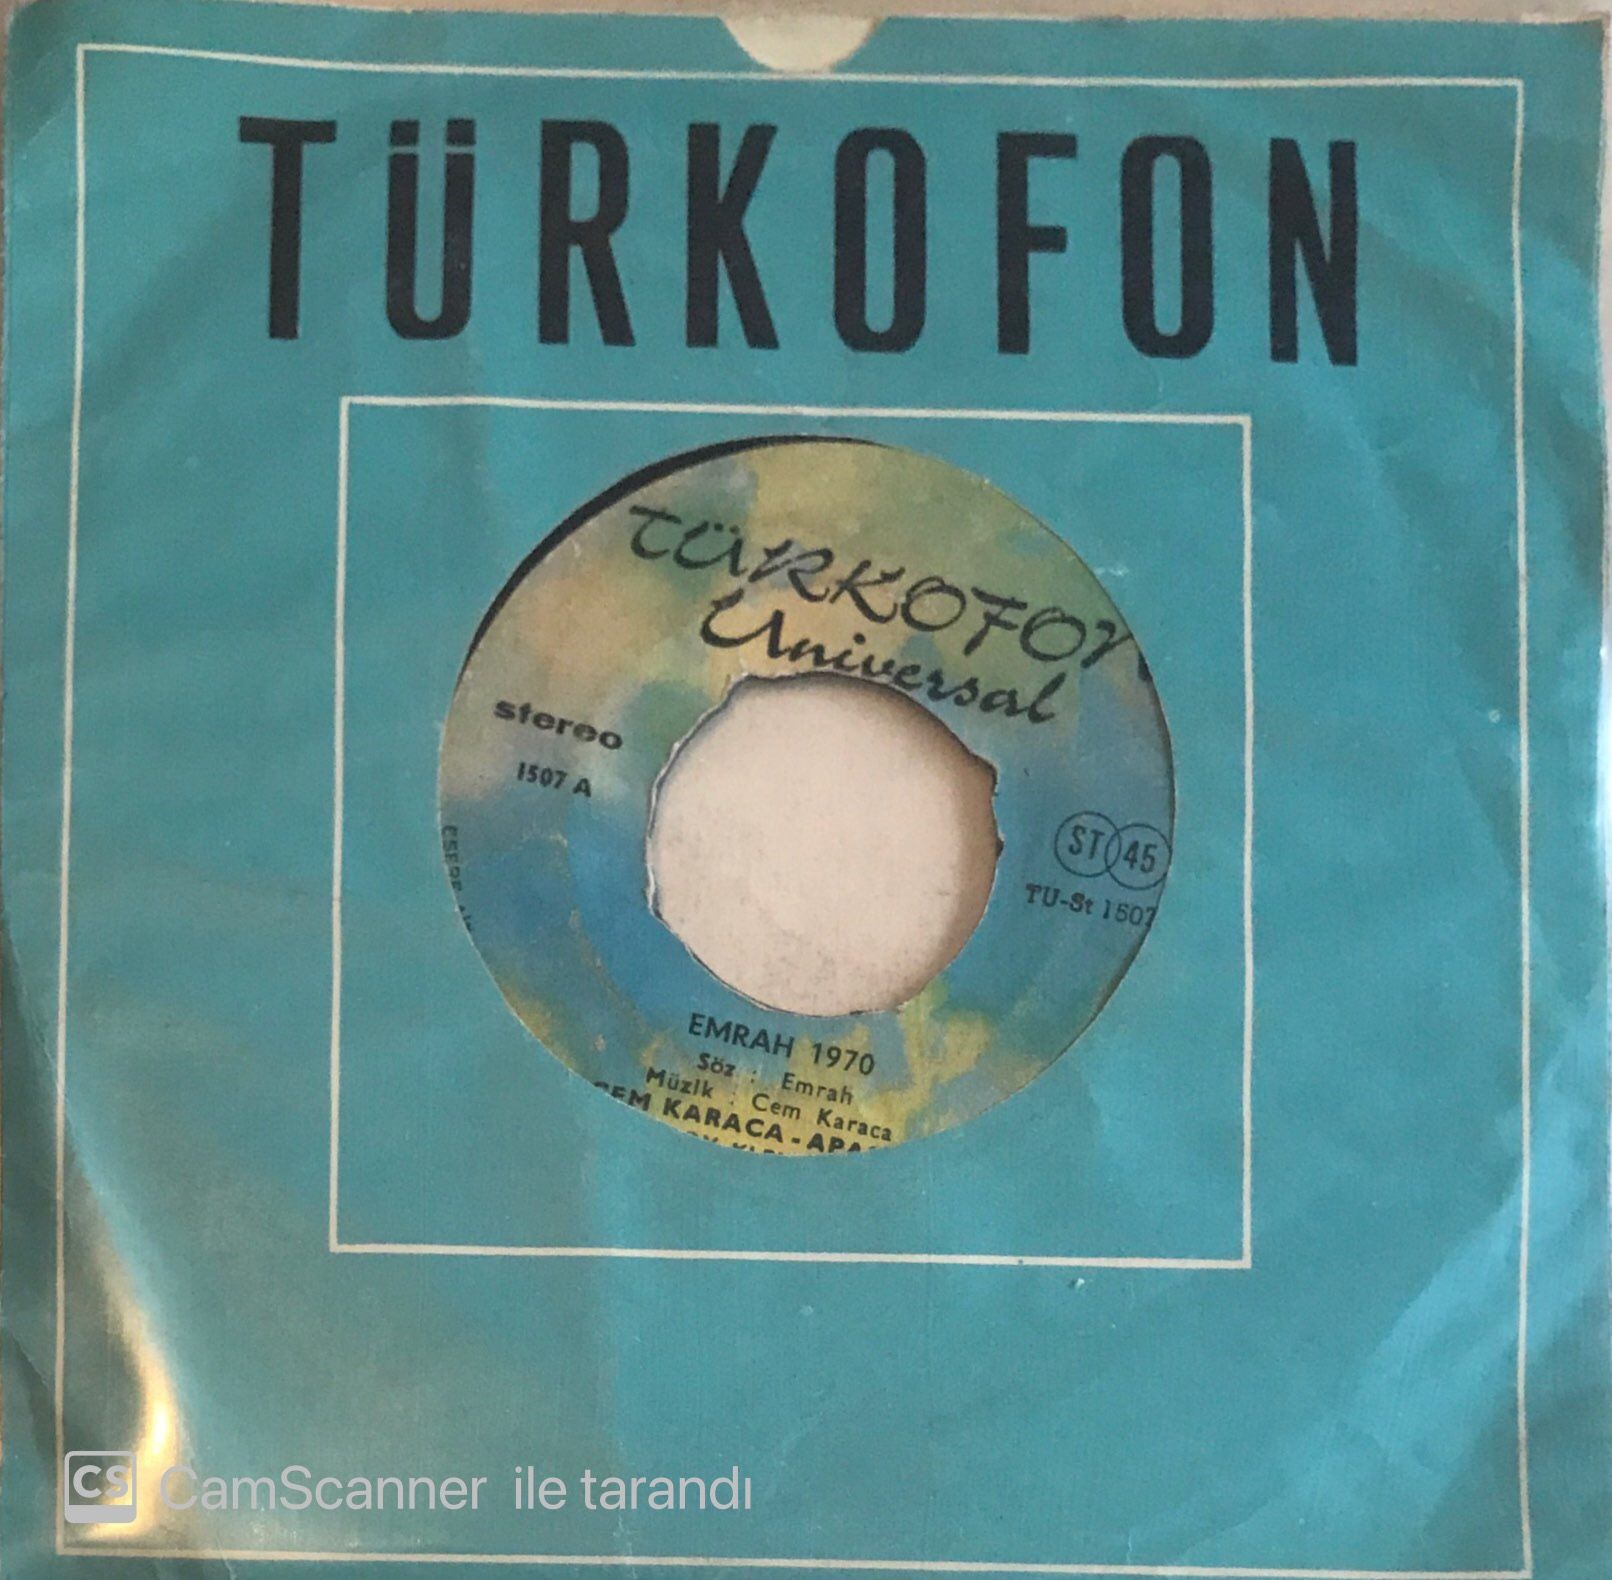 TÜRKOFON
TÜRKOFON
Universal
stereo
1507 A
ST 45
TU-St 1507
EMRAH 1970
Söz : Emrah
Müzik : Cem Karaca
CEM KARACA -
CS CamScanner ile tarandı